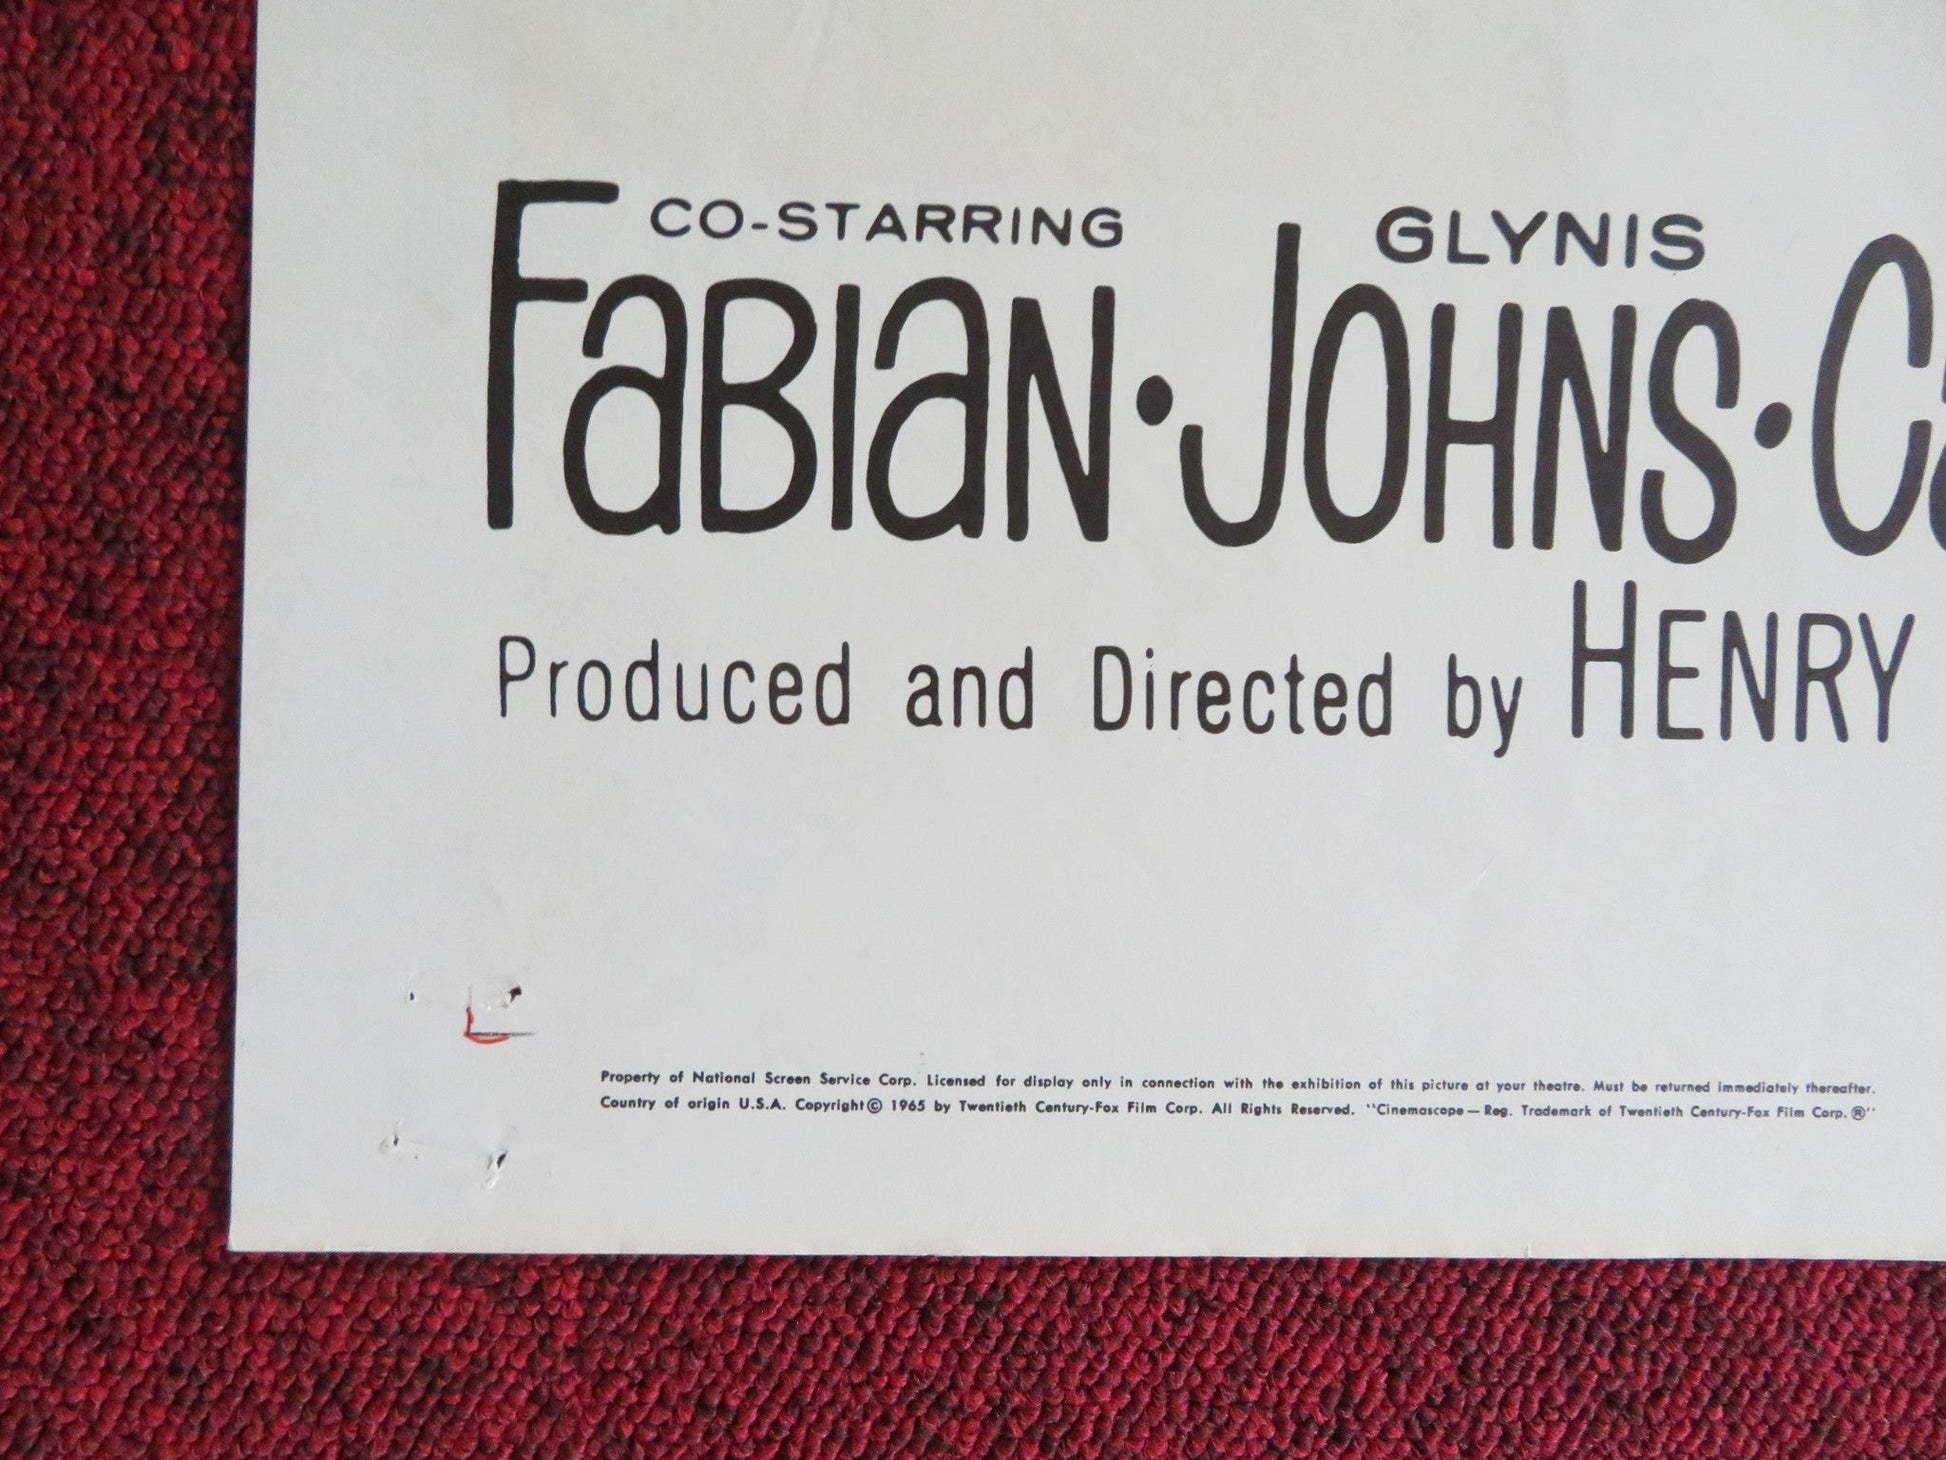 CO-STARRING GLYNIS
FaBIaN · JOHNS · C
Produced and Directed by HENRY
Property of National Screen Service Corp. Licensed for display only in connection with the exhibition of this picture at your theatre. Must be returned immediately thereafter.
Country of origin U.S.A. Copyright © 1965 by Twentieth Century-Fox Film Corp. All Rights Reserved. "Cinemascope — Reg. Trademark of Twentieth Century-Fox Film Corp. ®"